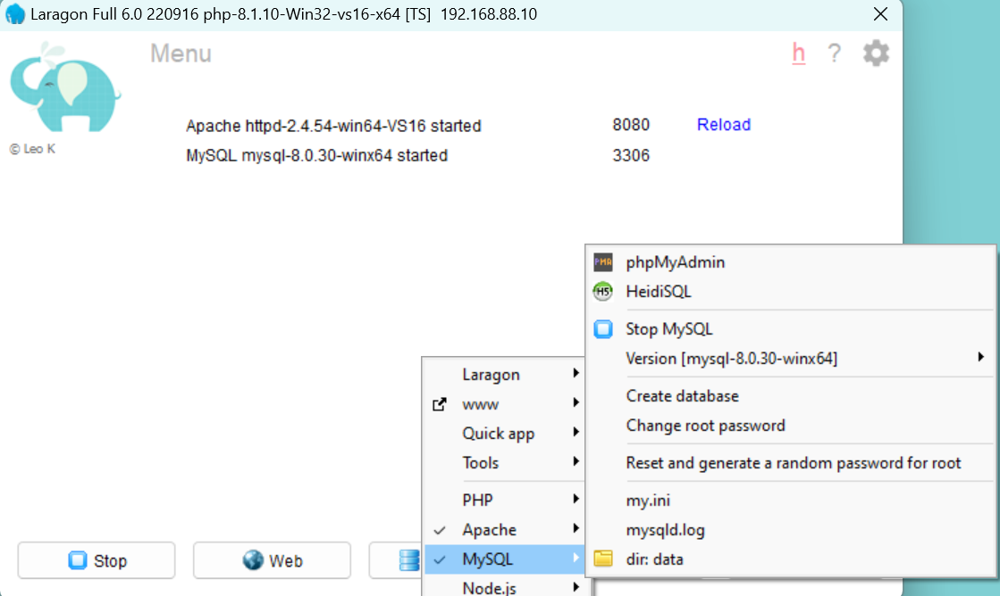 Laragon Full 6.0 220916 php-8.1.10-Win32-vs16-x64 [TS] 192.168.88.10
Menu
h ?
Apache httpd-2.4.54-win64-VS16 started 8080 Reload
© Leo K
MySQL mysql-8.0.30-winx64 started 3306
PMA phpMyAdmin
HS HeidiSQL
Stop MySQL
Version [mysql-8.0.30-winx64]
Create database
Change root password
Reset and generate a random password for root
my.ini
mysqld.log
dir: data
Laragon
www
Quick app
Tools
PHP
Apache
MySQL
Node.js
Stop
Web